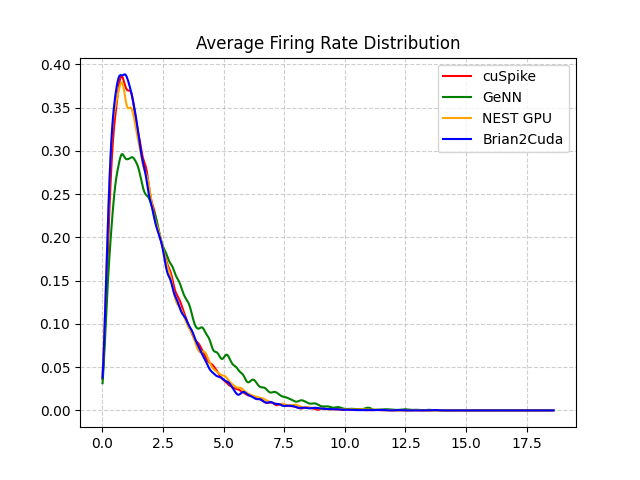 Average Firing Rate Distribution
0.40
0.35
0.30
0.25
0.20
0.15
0.10
0.05
0.00
cuSpike
GeNN
NEST GPU
Brian2Cuda
0.0 2.5 5.0 7.5 10.0 12.5 15.0 17.5